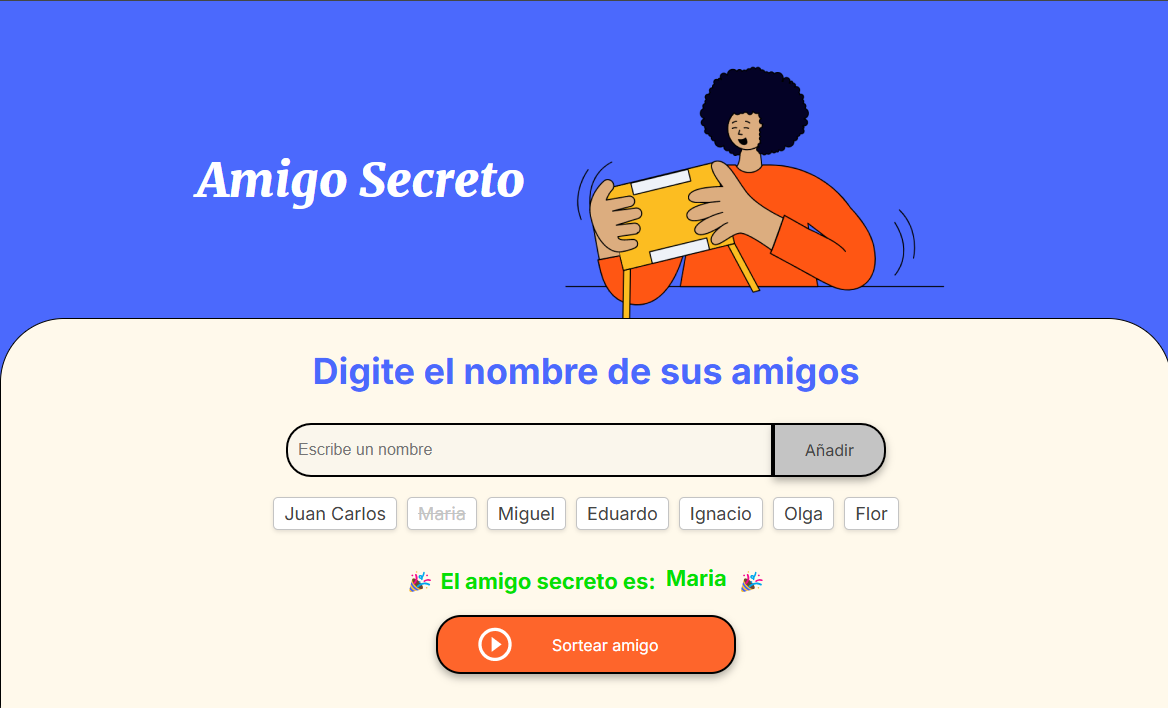 Amigo Secreto
Digite el nombre de sus amigos
Escribe un nombre Añadir
Juan Carlos Maria Miguel Eduardo Ignacio Olga Flor
🎉 El amigo secreto es: Maria 🎉
Sortear amigo